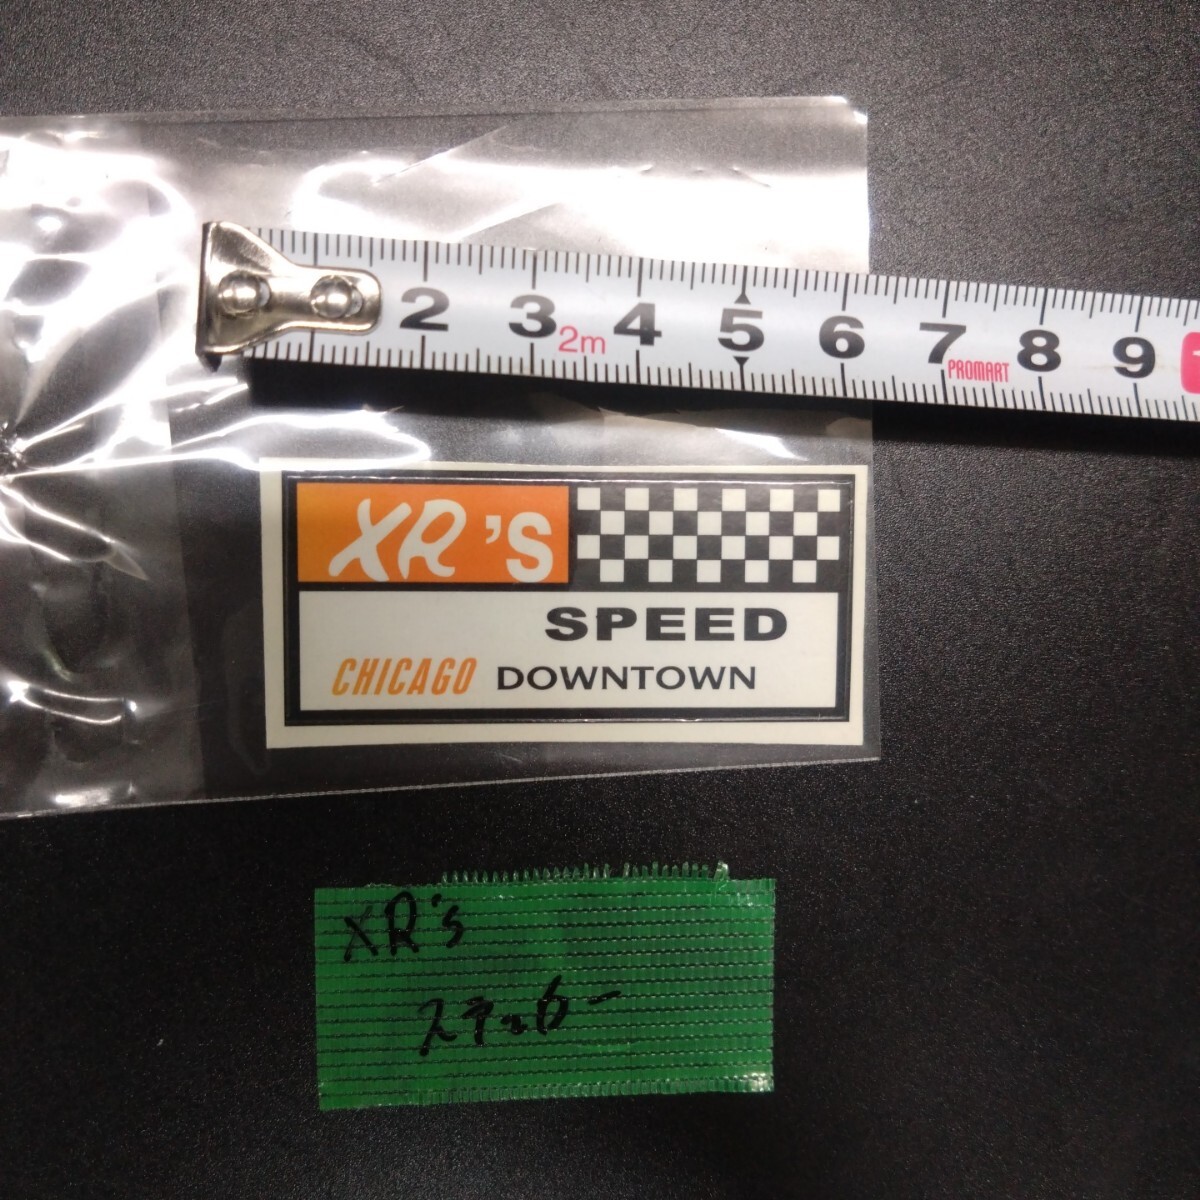 2 3 2m 4 5 6 7 PROMART 8 9
XR's
SPEED
CHICAGO DOWNTOWN
XR's
ステッカー